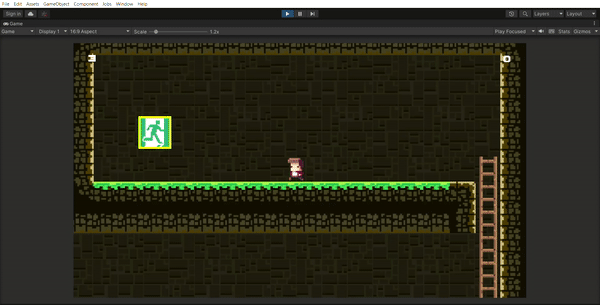 File Edit Assets GameObject Component Jobs Window Help
Sign in Layers Layout
Game
Game Display 1 16:9 Aspect Scale 1.2x Play Focused Stats Gizmos